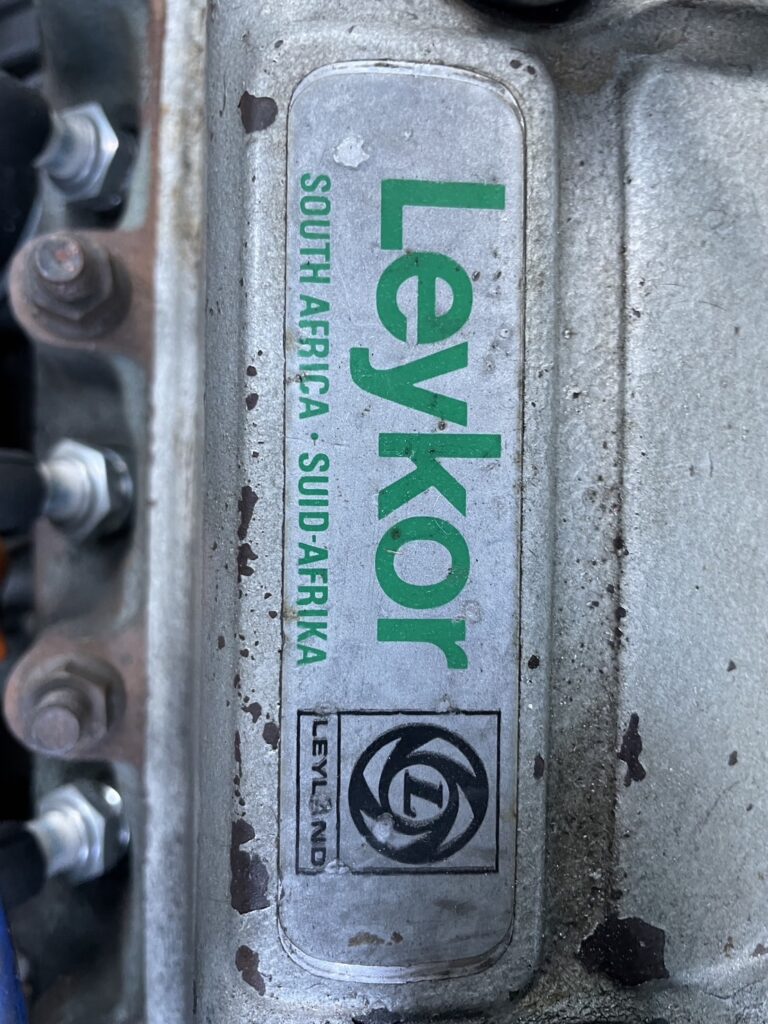 Leykor
SOUTH AFRICA · SUID-AFRIKA
L
LEYLAND